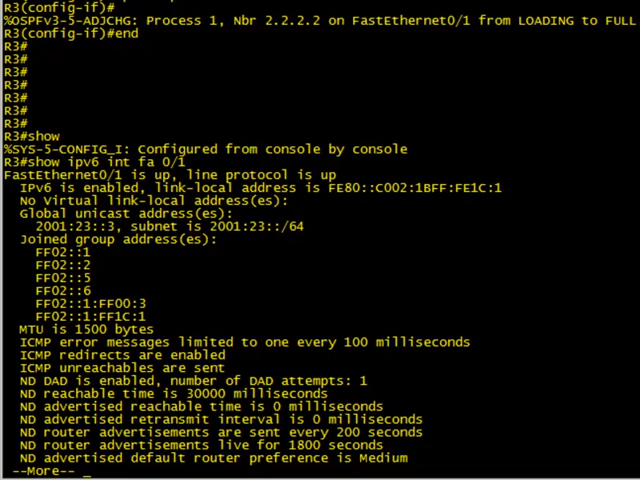 R3(config-if)#
%OSPFv3-5-ADJCHG: Process 1, Nbr 2.2.2.2 on FastEthernet0/1 from LOADING to FULL
R3(config-if)#end
R3#
R3#
R3#
R3#
R3#
R3#
R3#
R3#show
%SYS-5-CONFIG_I: Configured from console by console
R3#show ipv6 int fa 0/1
FastEthernet0/1 is up, line protocol is up
  IPv6 is enabled, link-local address is FE80::C002:1BFF:FE1C:1
  No Virtual link-local address(es):
  Global unicast address(es):
    2001:23::3, subnet is 2001:23::/64
  Joined group address(es):
    FF02::1
    FF02::2
    FF02::5
    FF02::6
    FF02::1:FF00:3
    FF02::1:FF1C:1
  MTU is 1500 bytes
  ICMP error messages limited to one every 100 milliseconds
  ICMP redirects are enabled
  ICMP unreachables are sent
  ND DAD is enabled, number of DAD attempts: 1
  ND reachable time is 30000 milliseconds
  ND advertised reachable time is 0 milliseconds
  ND advertised retransmit interval is 0 milliseconds
  ND router advertisements are sent every 200 seconds
  ND router advertisements live for 1800 seconds
  ND advertised default router preference is Medium
 --More-- _